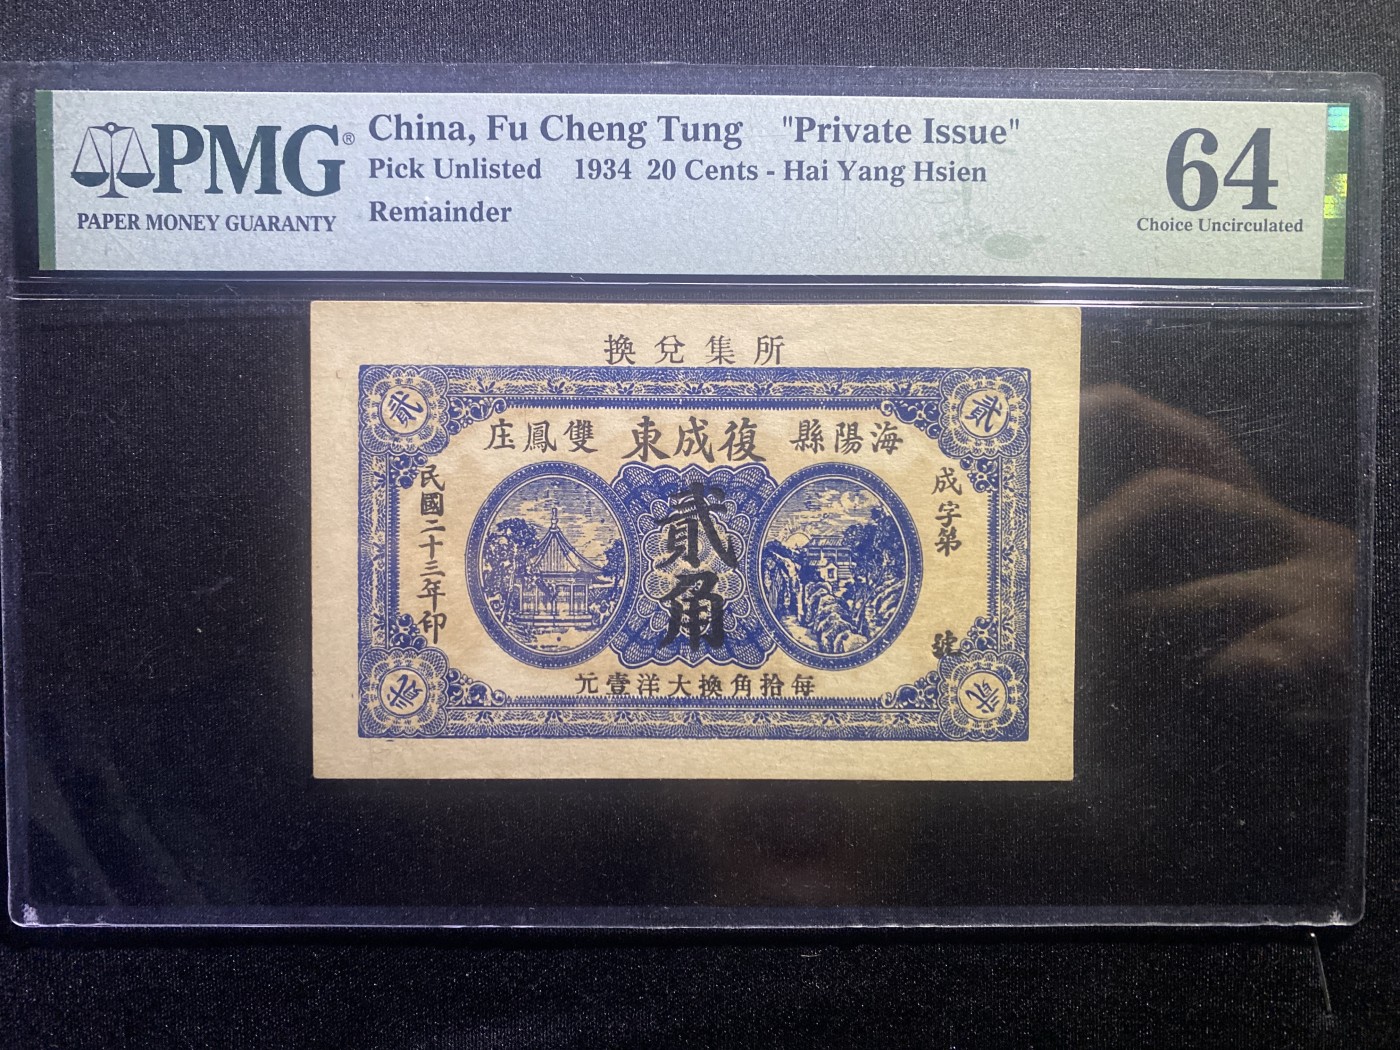 PMG®
PAPER MONEY GUARANTY
China, Fu Cheng Tung "Private Issue"
Pick Unlisted 1934 20 Cents - Hai Yang Hsien
Remainder
64
Choice Uncirculated
所集兌換
貳
貳
海陽縣 復成東 雙鳳庄
成字第 號
貳角
民國二十三年印
每拾角換大洋壹元
貳
貳